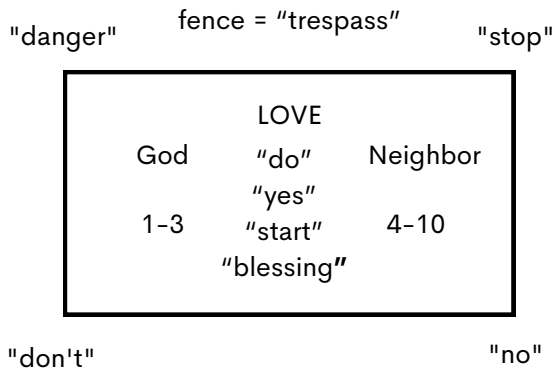 fence = “trespass”
"danger"
"stop"
LOVE
God “do” Neighbor
“yes”
1-3 “start” 4-10
“blessing”
"don't"
"no"